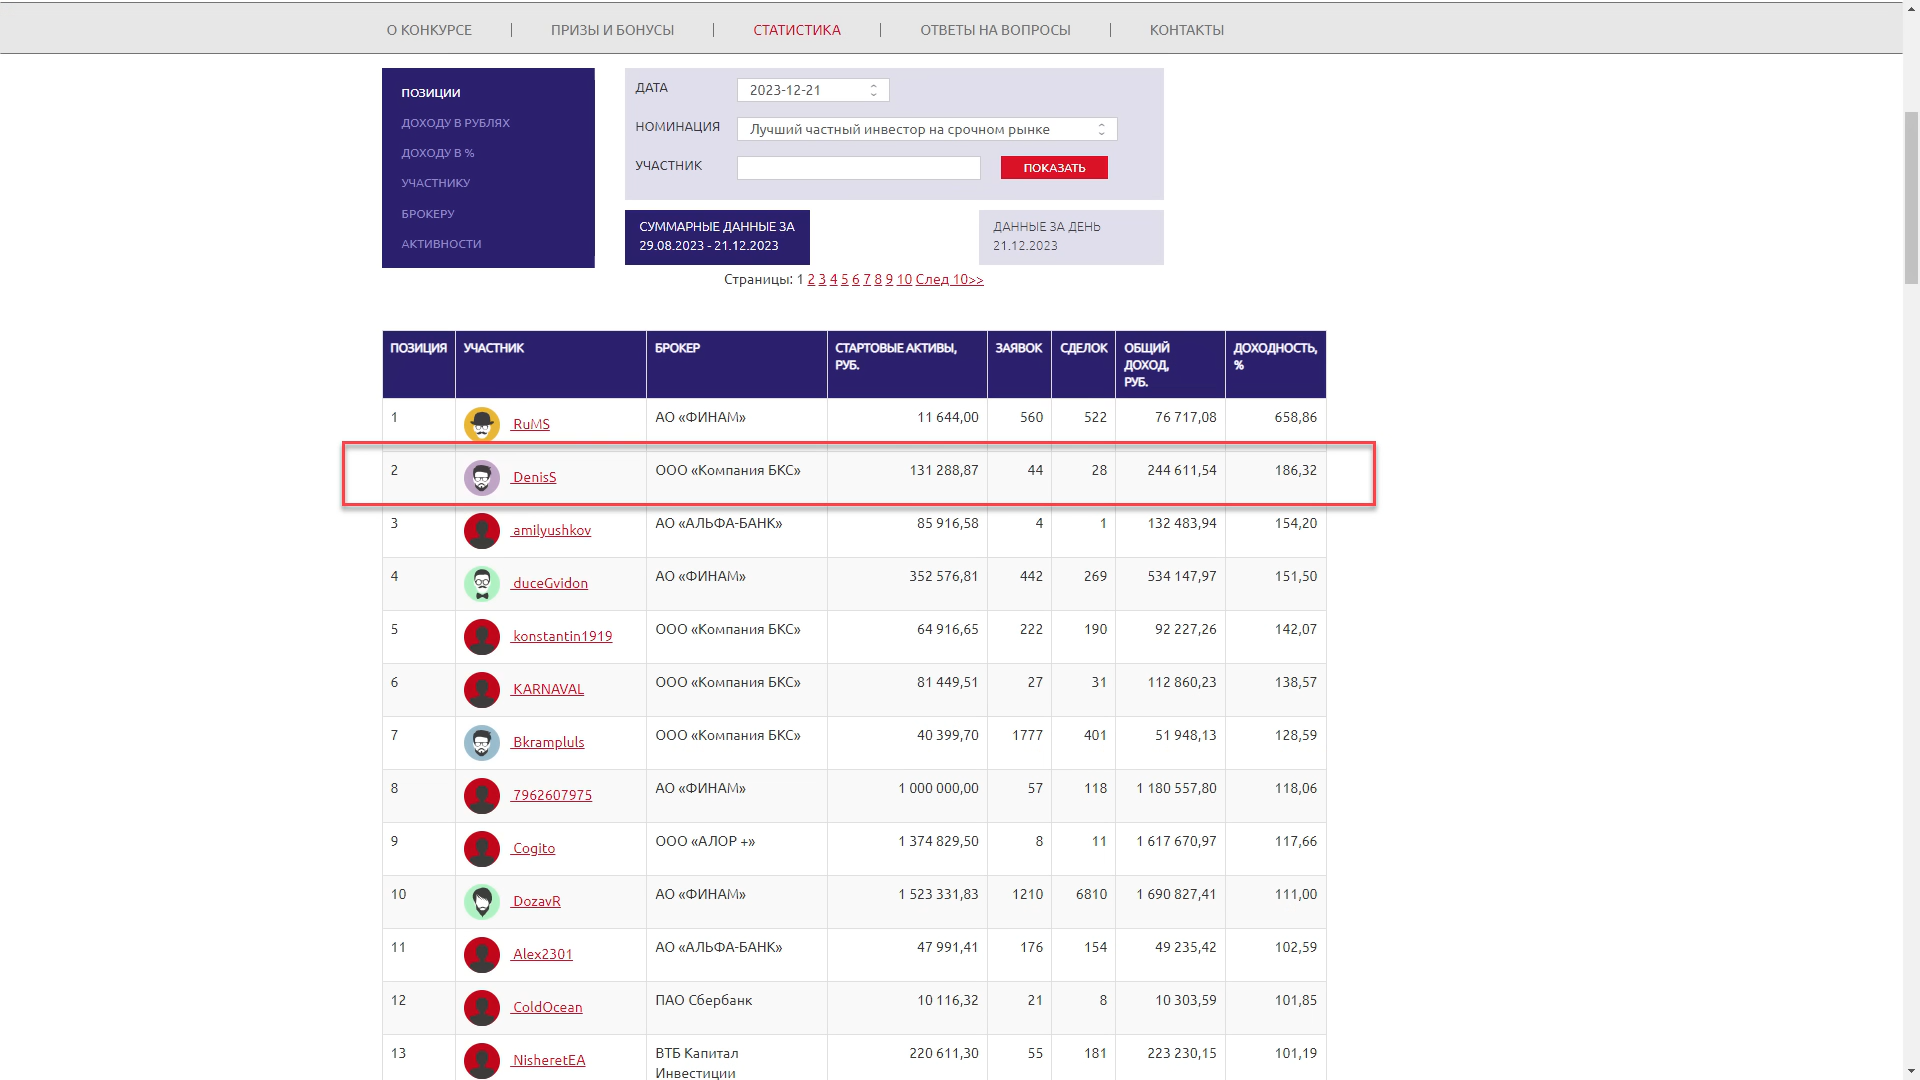 О КОНКУРСЕ | ПРИЗЫ И БОНУСЫ | СТАТИСТИКА | ОТВЕТЫ НА ВОПРОСЫ | КОНТАКТЫ
ПОЗИЦИИ
ДОХОДУ В РУБЛЯХ
ДОХОДУ В %
УЧАСТНИКУ
БРОКЕРУ
АКТИВНОСТИ
ДАТА 2023-12-21
НОМИНАЦИЯ Лучший частный инвестор на срочном рынке
УЧАСТНИК ПОКАЗАТЬ
СУММАРНЫЕ ДАННЫЕ ЗА
29.08.2023 - 21.12.2023
ДАННЫЕ ЗА ДЕНЬ
21.12.2023
Страницы: 1 2 3 4 5 6 7 8 9 10 След 10>>
ПОЗИЦИЯ УЧАСТНИК БРОКЕР СТАРТОВЫЕ АКТИВЫ, РУБ. ЗАЯВОК СДЕЛОК ОБЩИЙ ДОХОД, РУБ. ДОХОДНОСТЬ, %
1 RuMS АО «ФИНАМ» 11 644,00 560 522 76 717,08 658,86
2 DenisS ООО «Компания БКС» 131 288,87 44 28 244 611,54 186,32
3 amilyushkov АО «АЛЬФА-БАНК» 85 916,58 4 1 132 483,94 154,20
4 duceGvidon АО «ФИНАМ» 352 576,81 442 269 534 147,97 151,50
5 konstantin1919 ООО «Компания БКС» 64 916,65 222 190 92 227,26 142,07
6 KARNAVAL ООО «Компания БКС» 81 449,51 27 31 112 860,23 138,57
7 Bkrampluls ООО «Компания БКС» 40 399,70 1777 401 51 948,13 128,59
8 7962607975 АО «ФИНАМ» 1 000 000,00 57 118 1 180 557,80 118,06
9 Cogito ООО «АЛОР +» 1 374 829,50 8 11 1 617 670,97 117,66
10 DozavR АО «ФИНАМ» 1 523 331,83 1210 6810 1 690 827,41 111,00
11 Alex2301 АО «АЛЬФА-БАНК» 47 991,41 176 154 49 235,42 102,59
12 ColdOcean ПАО Сбербанк 10 116,32 21 8 10 303,59 101,85
13 NisheretEA ВТБ Капитал Инвестиции 220 611,30 55 181 223 230,15 101,19